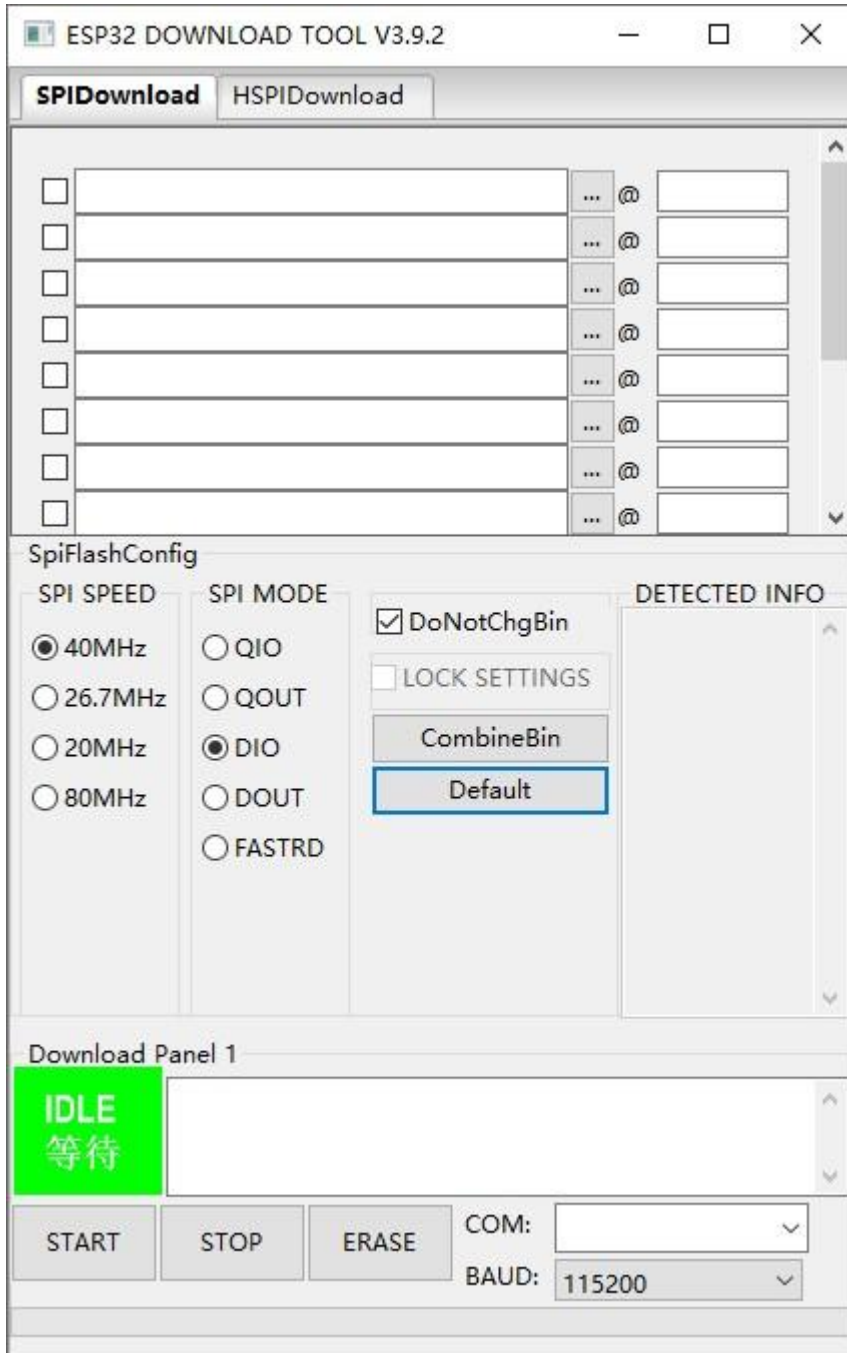 ESP32 DOWNLOAD TOOL V3.9.2
SPIDownload HSPIDownload
... @
... @
... @
... @
... @
... @
... @
... @
SpiFlashConfig
SPI SPEED
40MHz
26.7MHz
20MHz
80MHz
SPI MODE
QIO
QOUT
DIO
DOUT
FASTRD
DoNotChgBin
LOCK SETTINGS
CombineBin
Default
DETECTED INFO
Download Panel 1
IDLE
等待
START STOP ERASE
COM:
BAUD: 115200